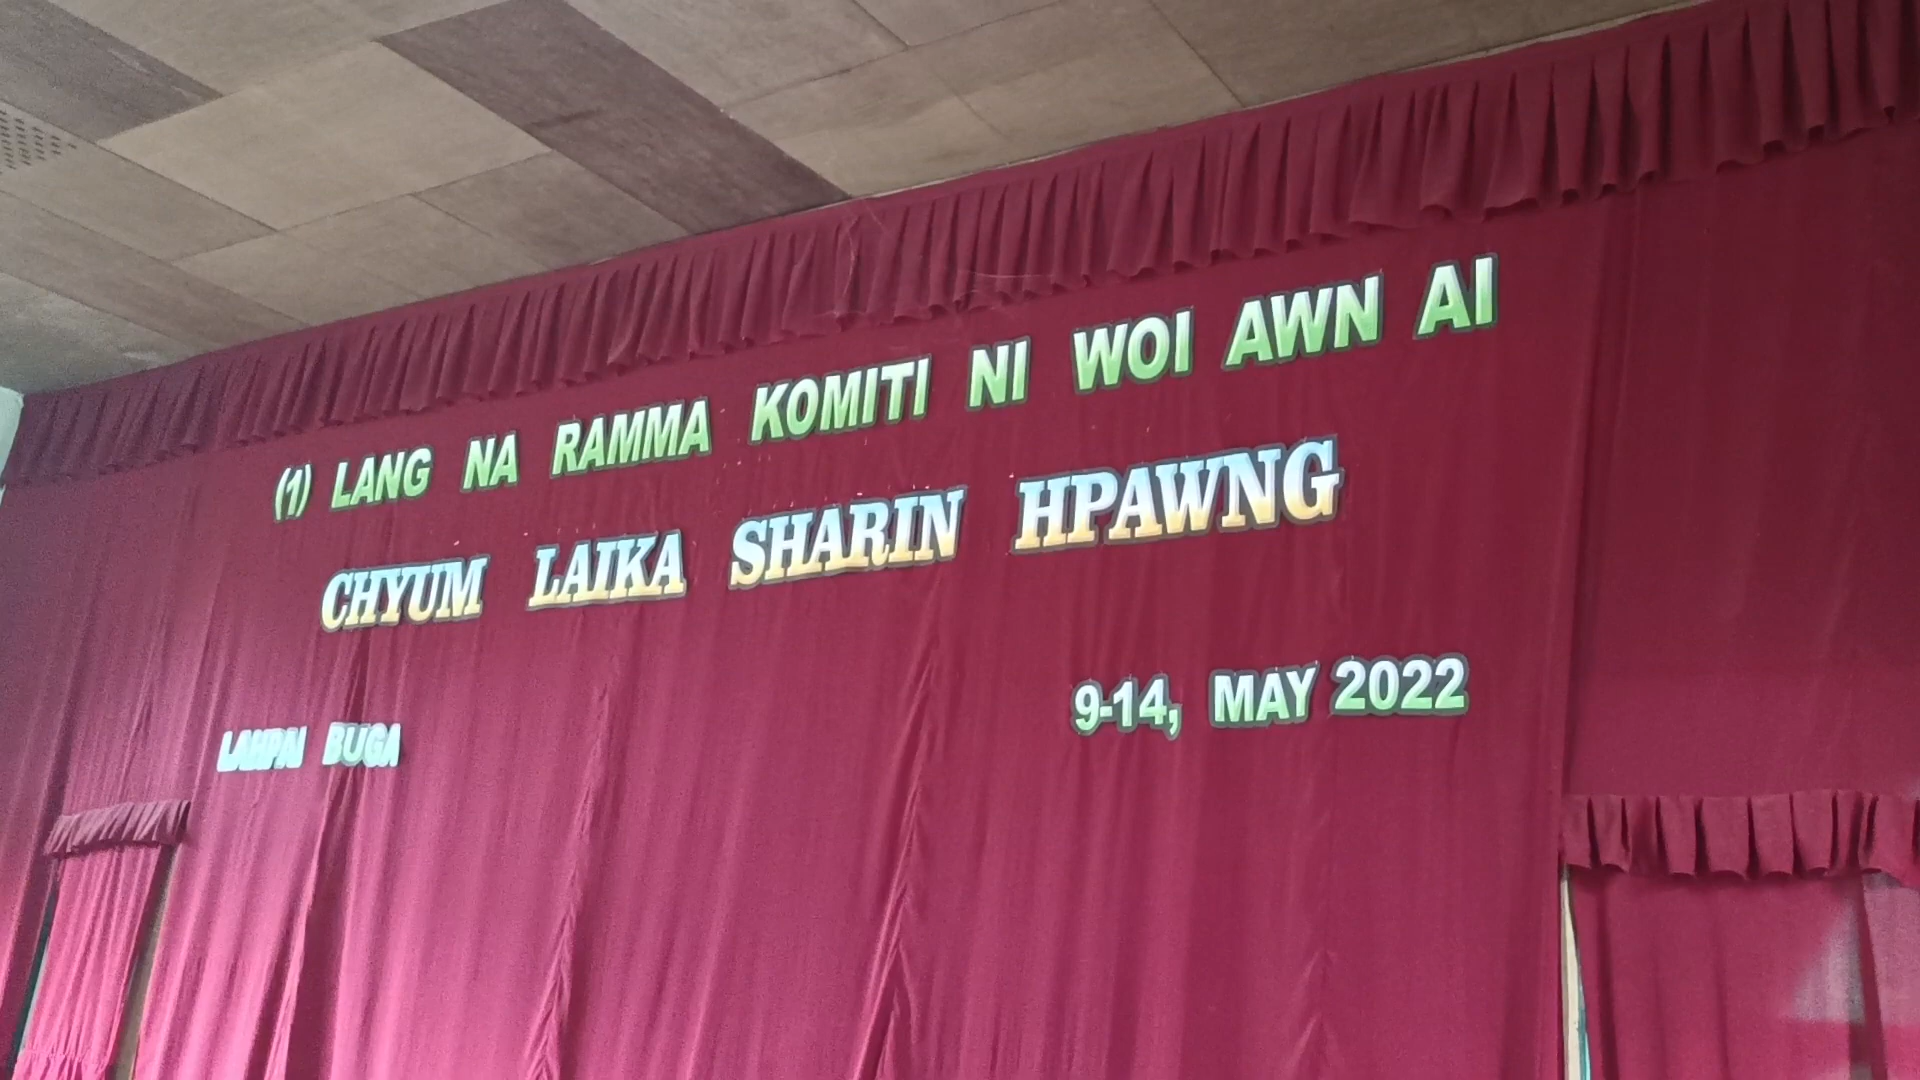 (1) LANG NA RAMMA KOMITI NI WOI AWN AI
CHYUM LAIKA SHARIN HPAWNG
9-14, MAY 2022
LAHPAI BUGA